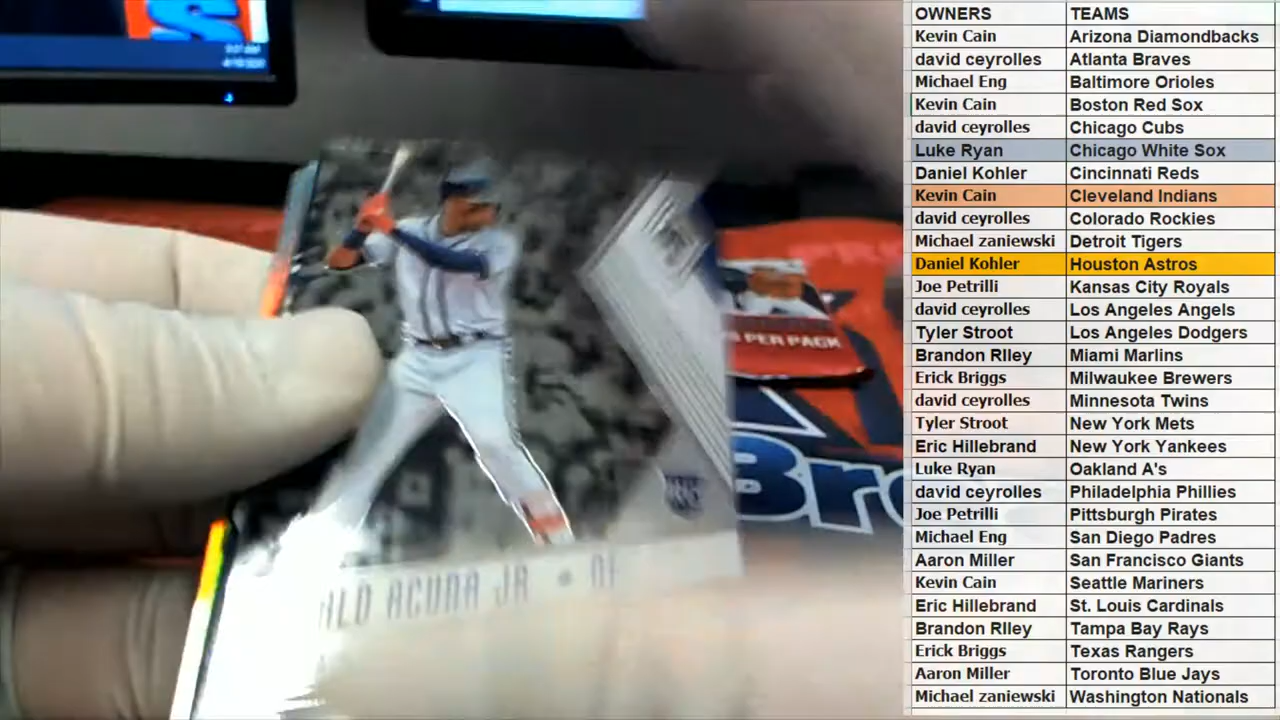 OWNERS TEAMS
Kevin Cain Arizona Diamondbacks
david ceyrolles Atlanta Braves
Michael Eng Baltimore Orioles
Kevin Cain Boston Red Sox
david ceyrolles Chicago Cubs
Luke Ryan Chicago White Sox
Daniel Kohler Cincinnati Reds
Kevin Cain Cleveland Indians
david ceyrolles Colorado Rockies
Michael zaniewski Detroit Tigers
Daniel Kohler Houston Astros
Joe Petrilli Kansas City Royals
david ceyrolles Los Angeles Angels
Tyler Stroot Los Angeles Dodgers
Brandon RIley Miami Marlins
Erick Briggs Milwaukee Brewers
david ceyrolles Minnesota Twins
Tyler Stroot New York Mets
Eric Hillebrand New York Yankees
Luke Ryan Oakland A's
david ceyrolles Philadelphia Phillies
Joe Petrilli Pittsburgh Pirates
Michael Eng San Diego Padres
Aaron Miller San Francisco Giants
Kevin Cain Seattle Mariners
Eric Hillebrand St. Louis Cardinals
Brandon RIley Tampa Bay Rays
Erick Briggs Texas Rangers
Aaron Miller Toronto Blue Jays
Michael zaniewski Washington Nationals
PER PACK
Br
ALD ACUNA JR